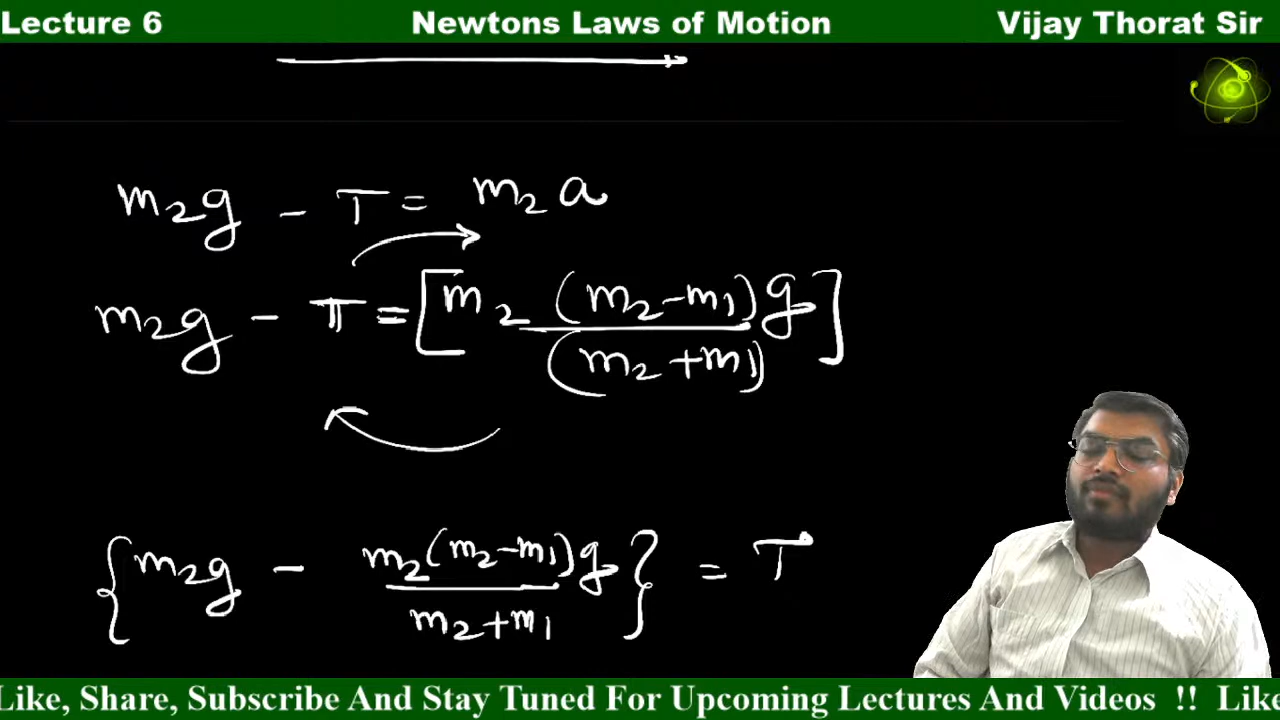 Lecture 6 Newtons Laws of Motion Vijay Thorat Sir
m₂g - T = m₂a
m₂g - T = [m₂ (m₂-m₁)g / (m₂+m₁)]
{m₂g - m₂(m₂-m₁)g / m₂+m₁} = T
Like, Share, Subscribe And Stay Tuned For Upcoming Lectures And Videos !! Like